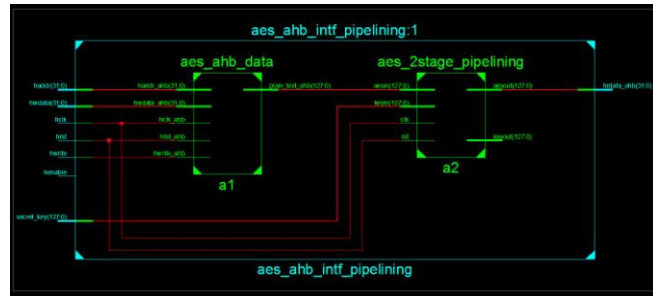 aes_ahb_intf_pipelining:1
aes_ahb_data
aes_2stage_pipelining
haddr(31:0)
haddr_ahb(31:0)
plain_text_ahb(127:0)
aesin(127:0)
aesout(127:0)
hrdata_ahb(31:0)
hwdata(31:0)
hwdata_ahb(31:0)
keyin(127:0)
hclk
hclk_ahb
clk
hrst
hrst_ahb
rst
keyout(127:0)
hwrite
hwrite_ahb
a1
a2
secret_key(127:0)
aes_ahb_intf_pipelining